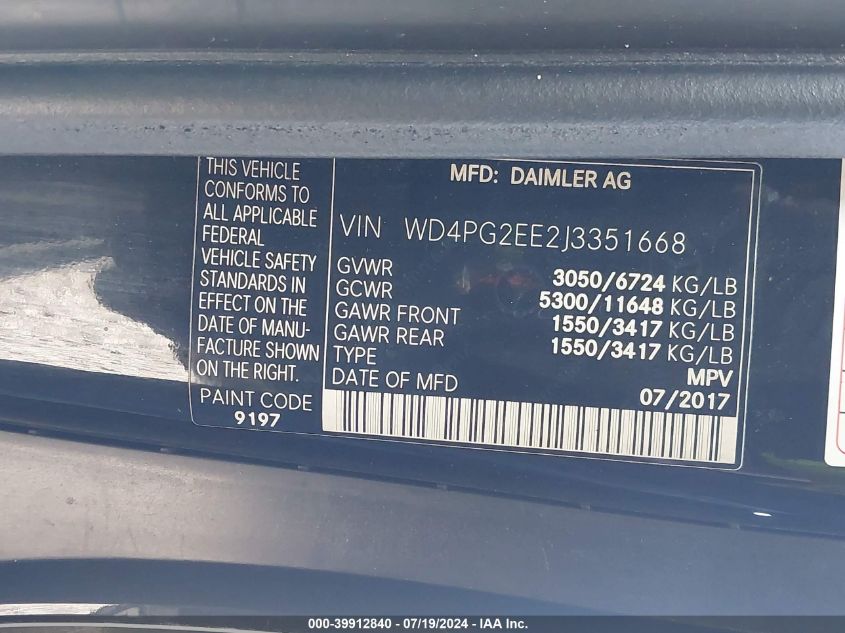 THIS VEHICLE
CONFORMS TO
ALL APPLICABLE
FEDERAL
VEHICLE SAFETY
STANDARDS IN
EFFECT ON THE
DATE OF MANU-
FACTURE SHOWN
ON THE RIGHT.
PAINT CODE
9197
MFD: DAIMLER AG
VIN WD4PG2EE2J3351668
GVWR 3050/6724 KG/LB
GCWR 5300/11648 KG/LB
GAWR FRONT 1550/3417 KG/LB
GAWR REAR 1550/3417 KG/LB
TYPE MPV
DATE OF MFD 07/2017
000-39912840 - 07/19/2024 - IAA Inc.